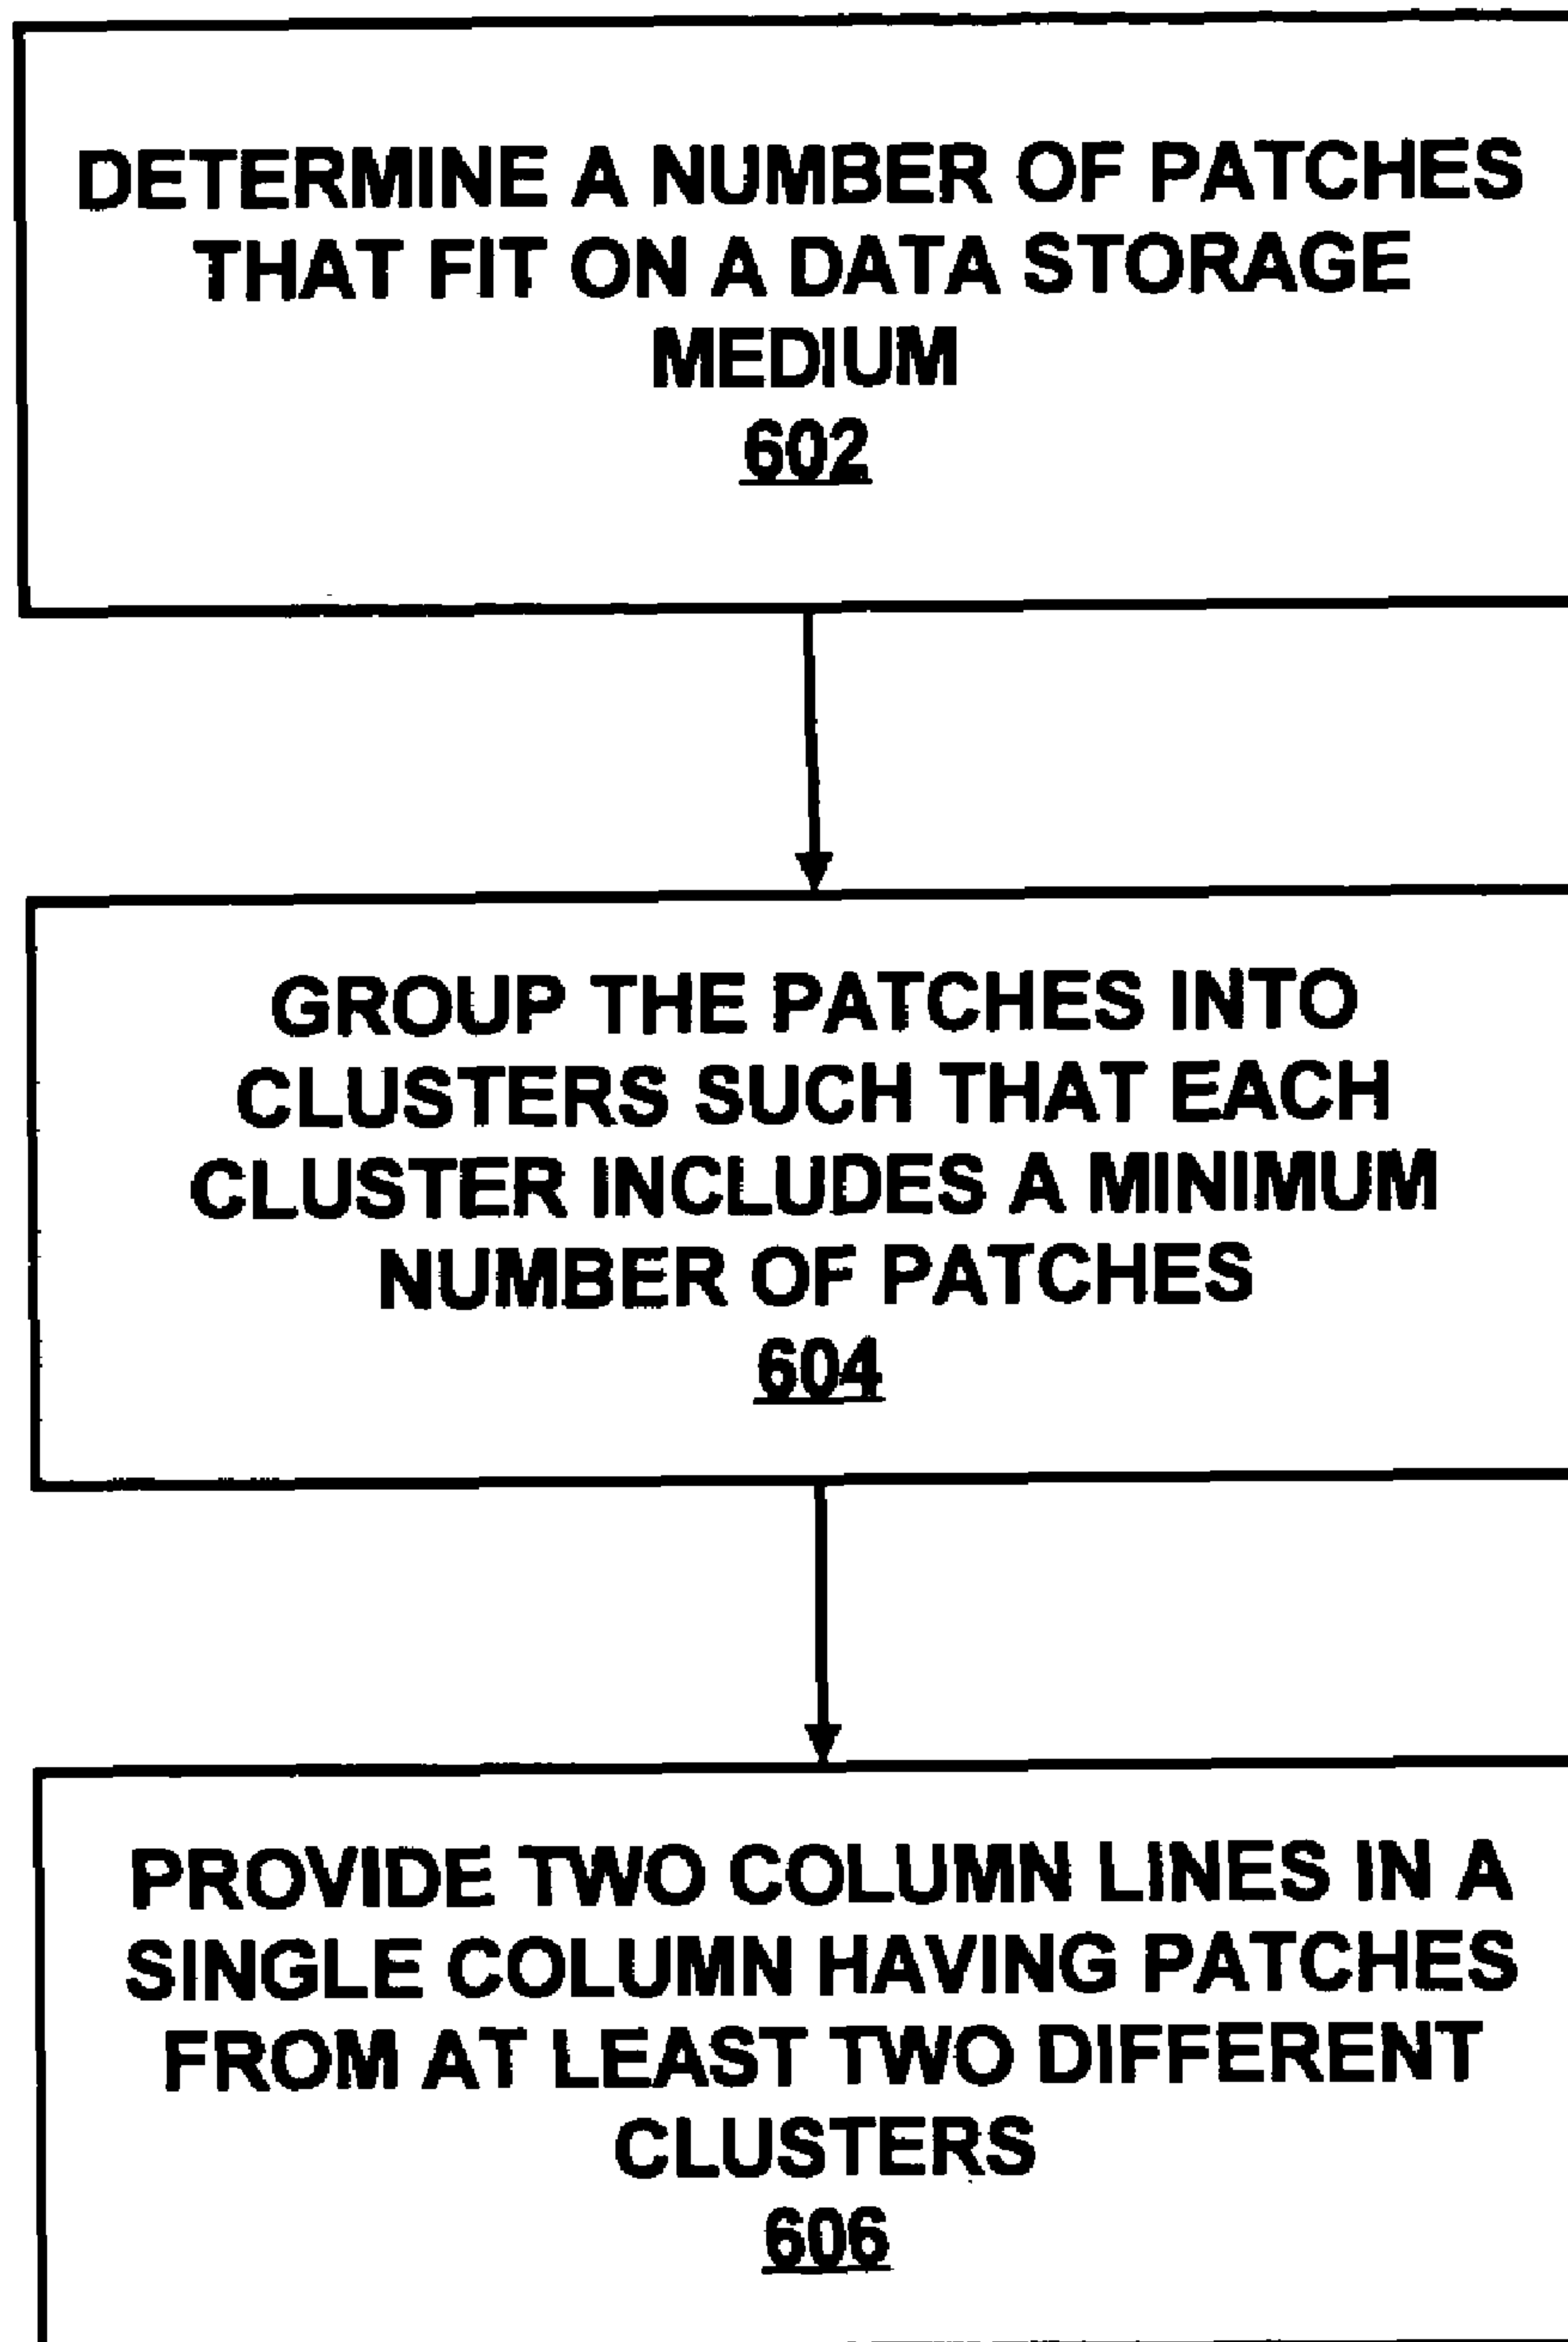 DETERMINE A NUMBER OF PATCHES
THAT FIT ON A DATA STORAGE
MEDIUM
602
GROUP THE PATCHES INTO
CLUSTERS SUCH THAT EACH
CLUSTER INCLUDES A MINIMUM
NUMBER OF PATCHES
604
PROVIDE TWO COLUMN LINES IN A
SINGLE COLUMN HAVING PATCHES
FROM AT LEAST TWO DIFFERENT
CLUSTERS
606